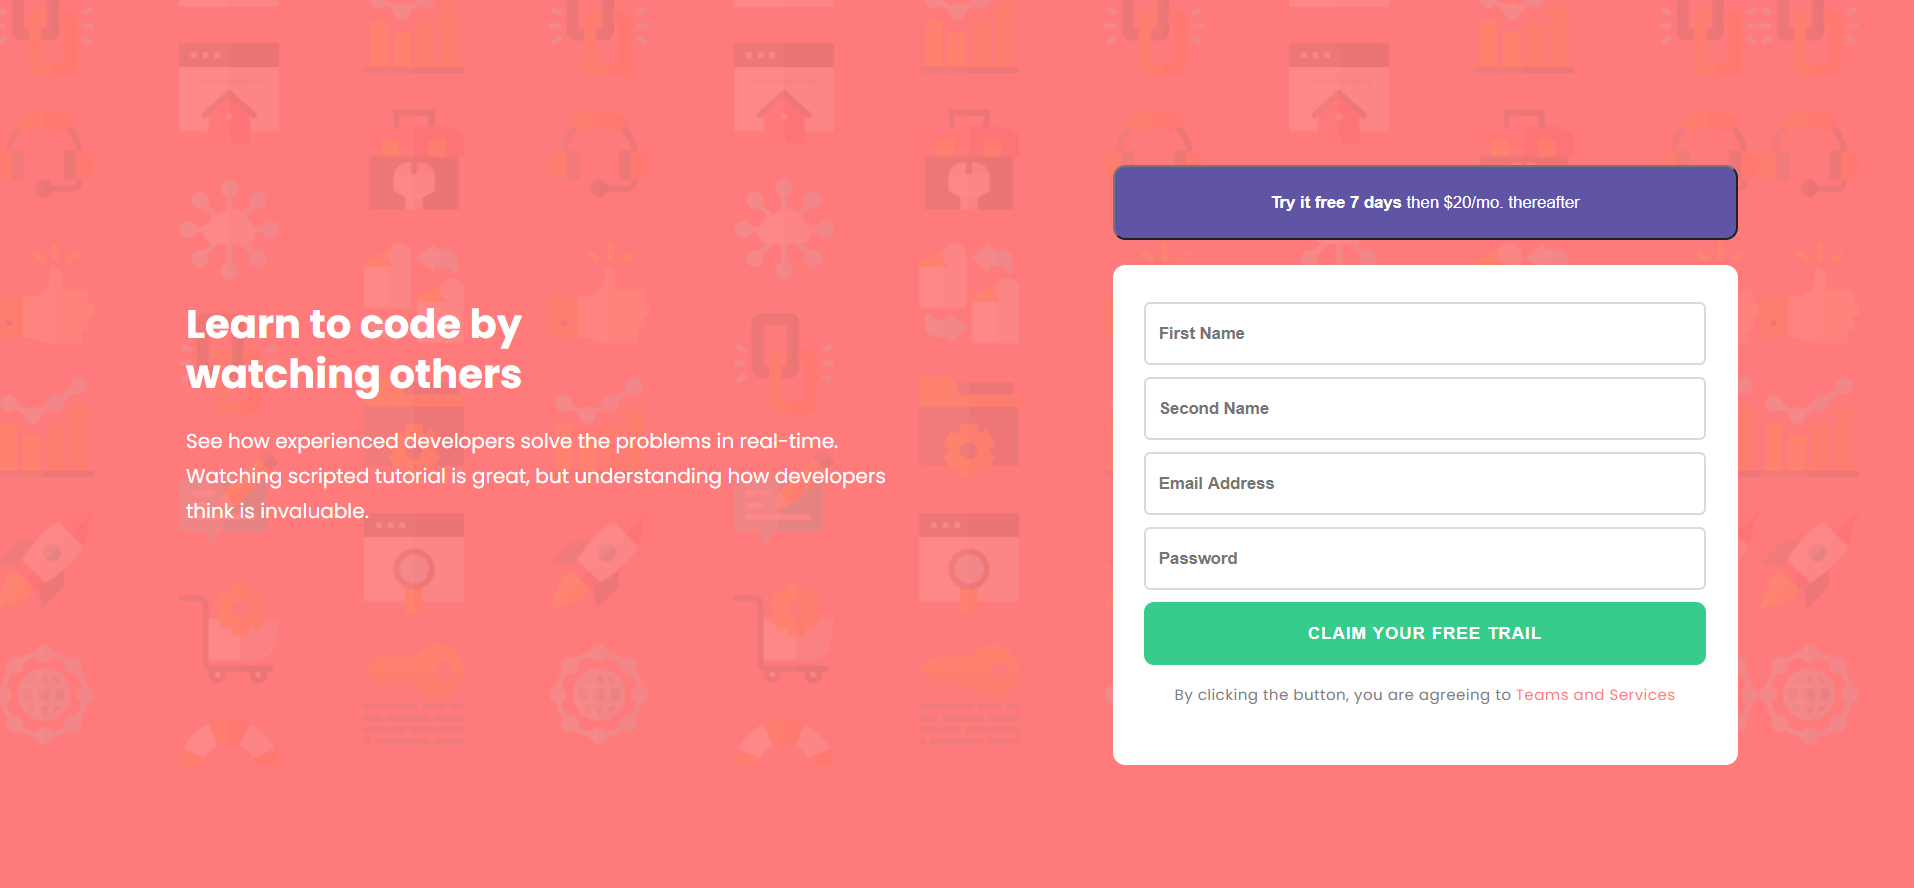 Learn to code by
watching others
See how experienced developers solve the problems in real-time.
Watching scripted tutorial is great, but understanding how developers
think is invaluable.
Try it free 7 days then $20/mo. thereafter
First Name
Second Name
Email Address
Password
CLAIM YOUR FREE TRAIL
By clicking the button, you are agreeing to Teams and Services